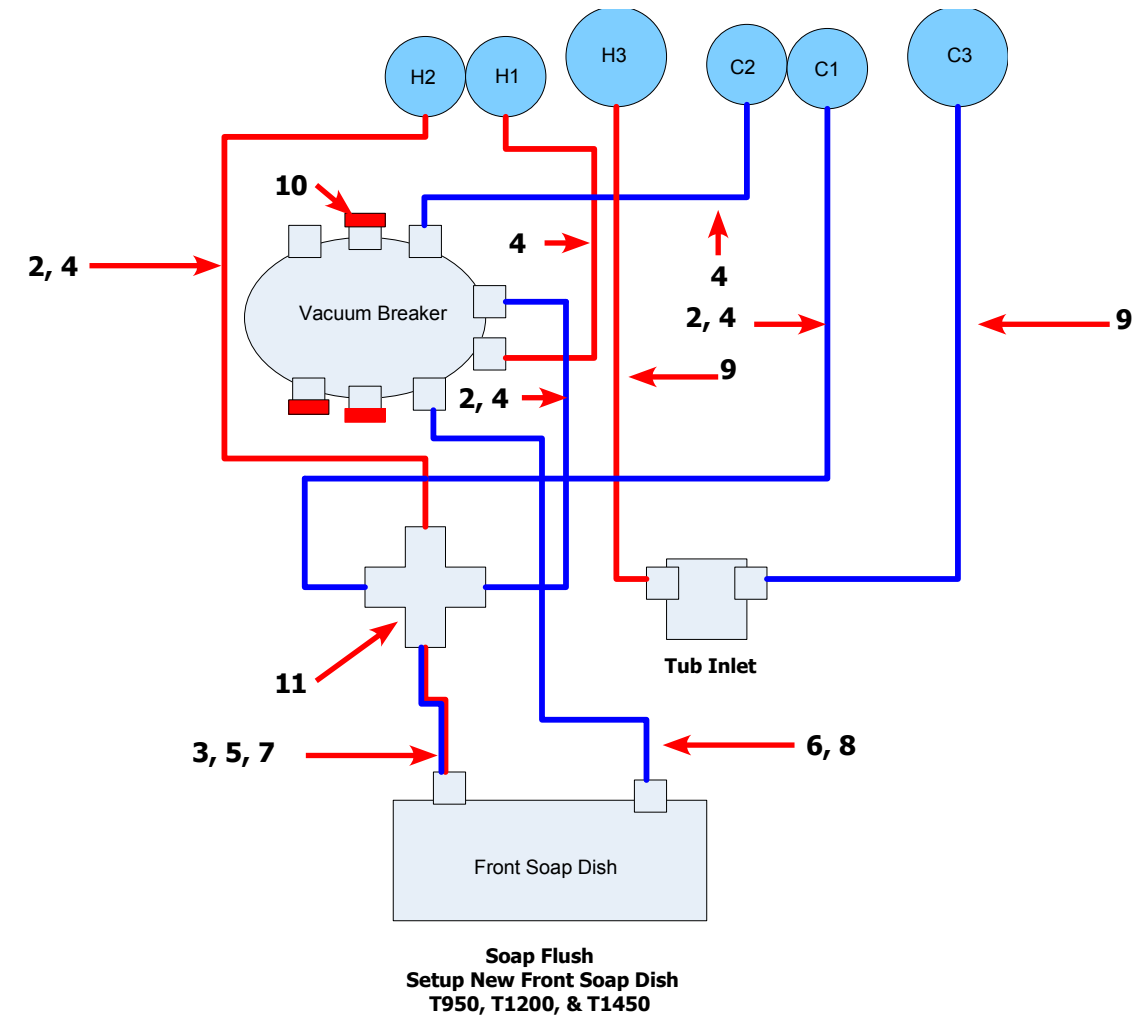 H2
H1
H3
C2
C1
C3
10
4
2, 4
4
Vacuum Breaker
2, 4
9
9
2, 4
Tub Inlet
11
3, 5, 7
6, 8
Front Soap Dish
Soap Flush
Setup New Front Soap Dish
T950, T1200, & T1450